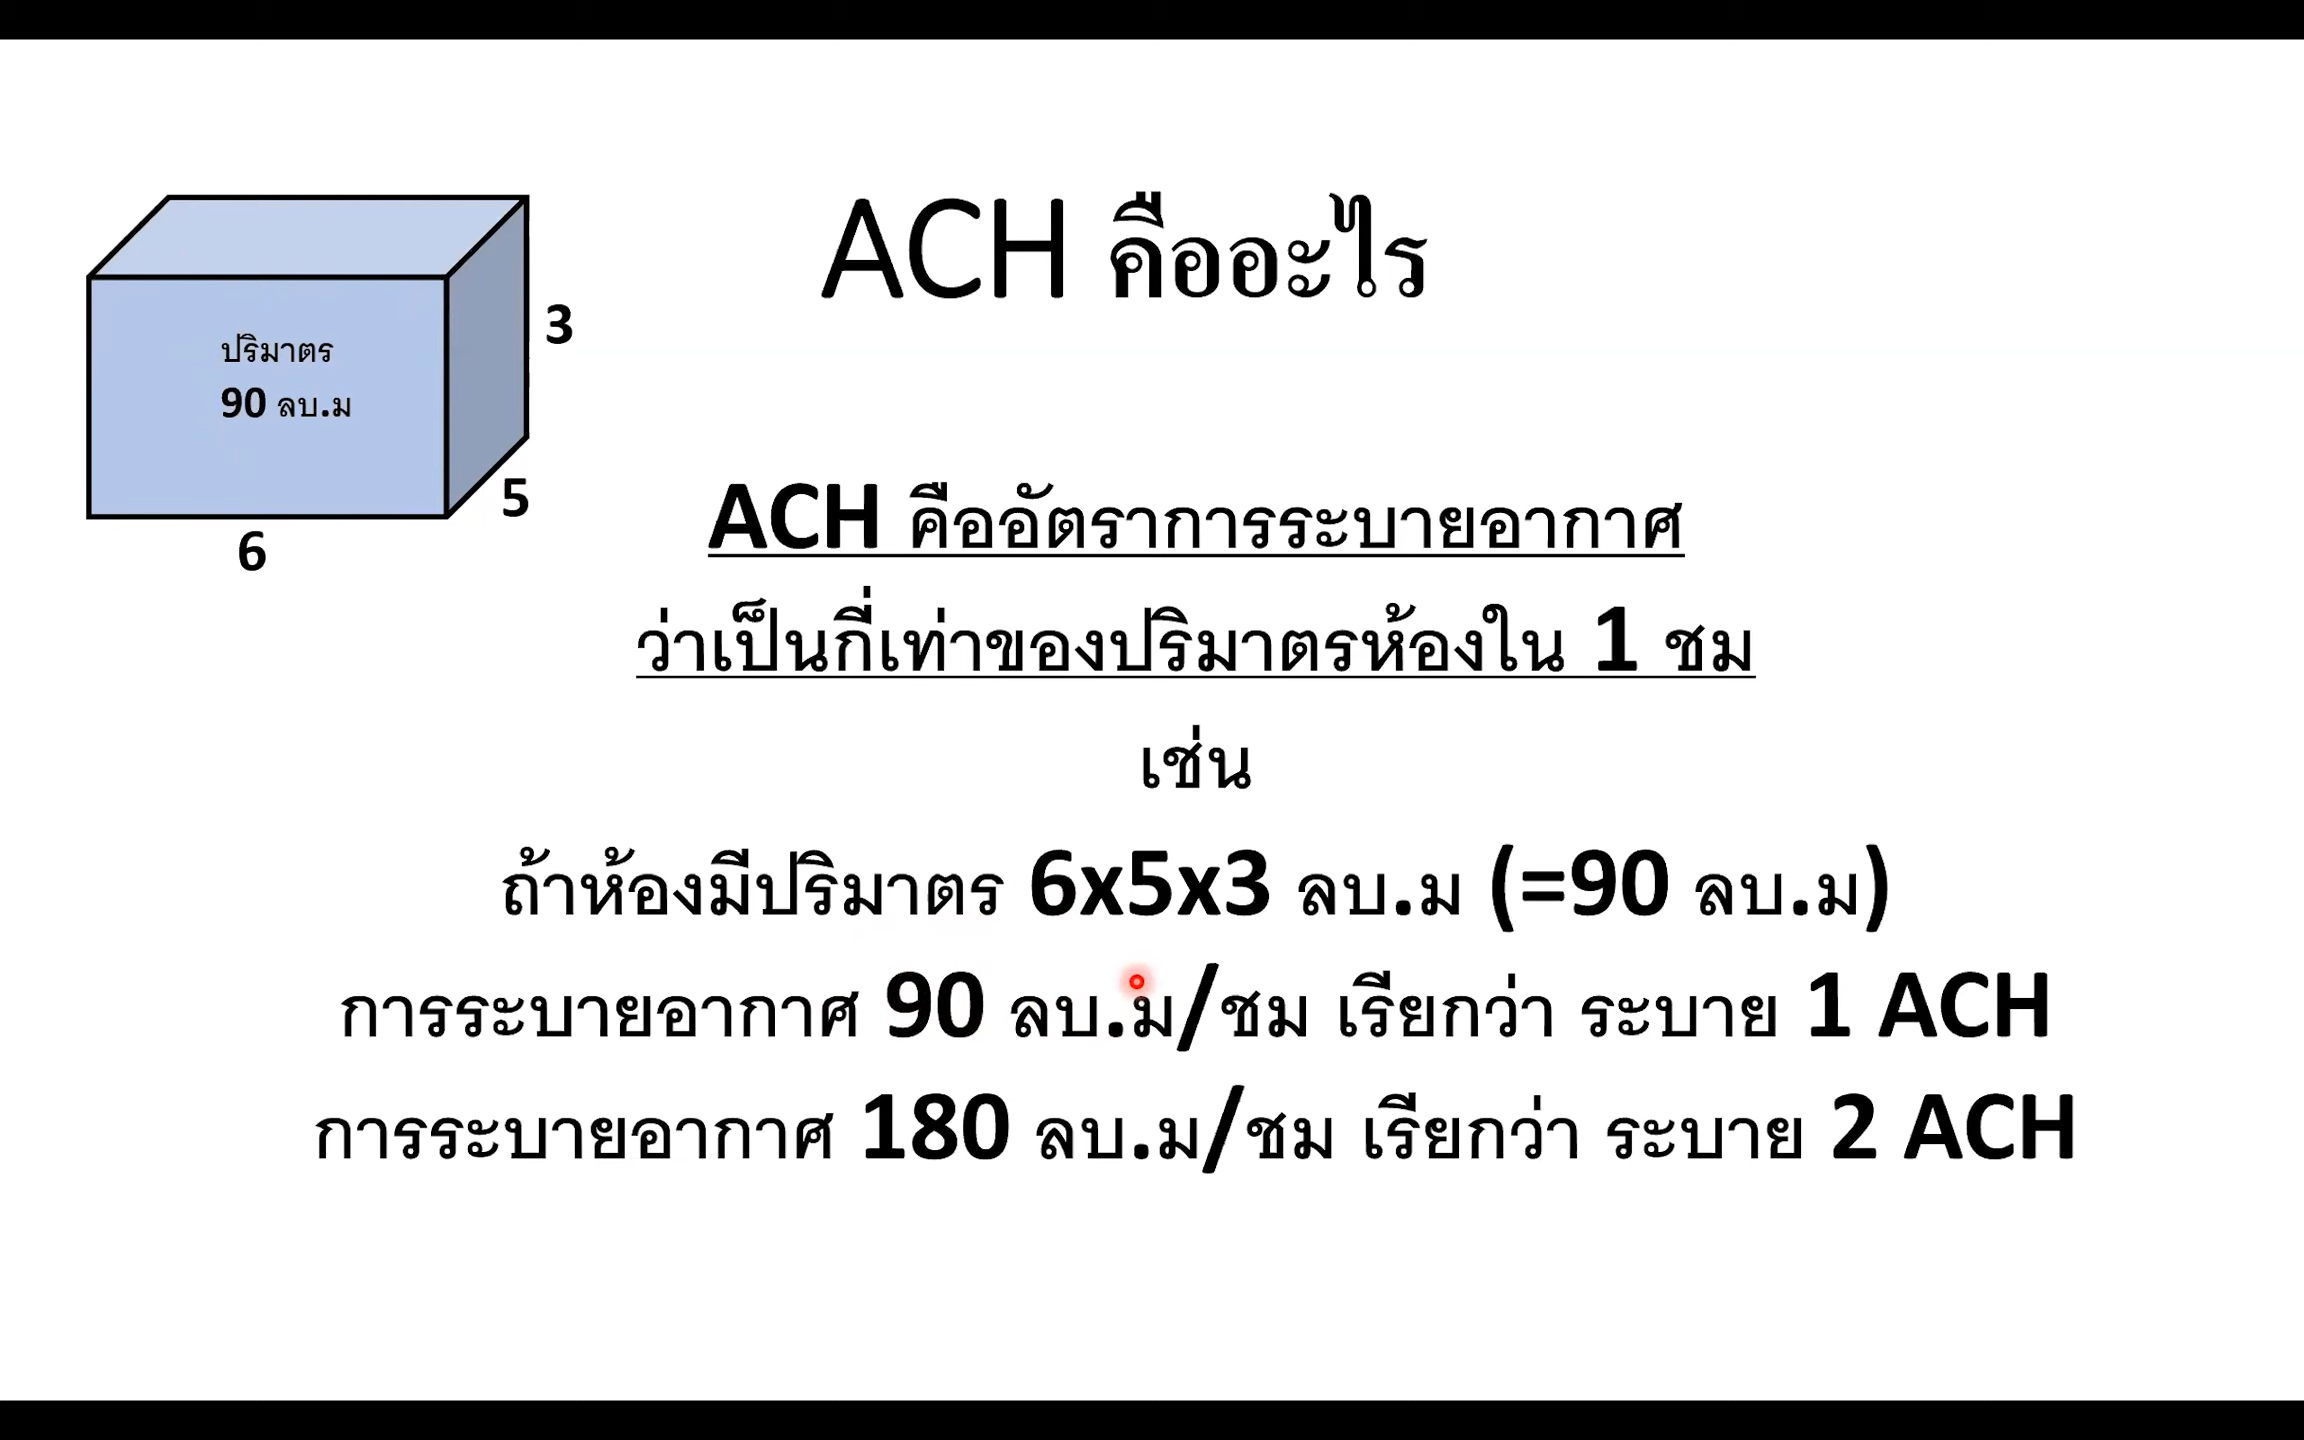 ACH คืออะไร
ปริมาตร
90 ลบ.ม
3
5
6
ACH คืออัตราการระบายอากาศ
ว่าเป็นกี่เท่าของปริมาตรห้องใน 1 ชม
เช่น
ถ้าห้องมีปริมาตร 6x5x3 ลบ.ม (=90 ลบ.ม)
การระบายอากาศ 90 ลบ.ม/ชม เรียกว่า ระบาย 1 ACH
การระบายอากาศ 180 ลบ.ม/ชม เรียกว่า ระบาย 2 ACH